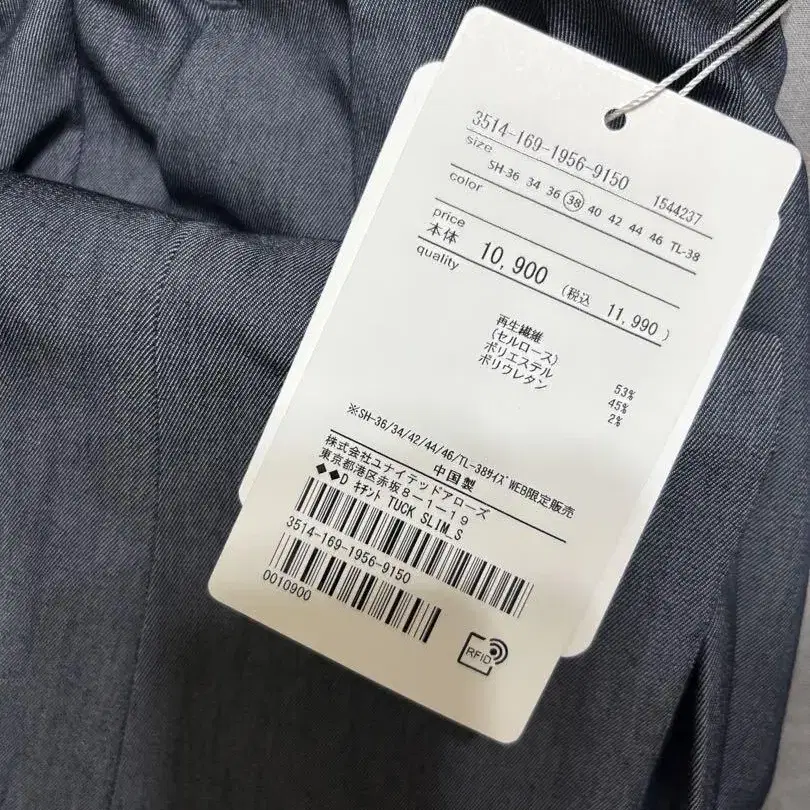 3514-169-1956-9150 1544237
size
SH-36 34 36 38 40 42 44 46 TL-38
color
price
本体 10,900 (税込 11,990)
quality
再生繊維
(セルロース) 53%
ポリエステル 45%
ポリウレタン 2%
※SH-36/34/42/44/46/TL-38ｻｲｽﾞWEB限定販売
中国製
株式会社ユナイテッドアローズ
東京都港区赤坂8-1-19
◆◆D ｷﾁﾝﾄ TUCK SLIM_S
3514-169-1956-9150
0010900
RFID